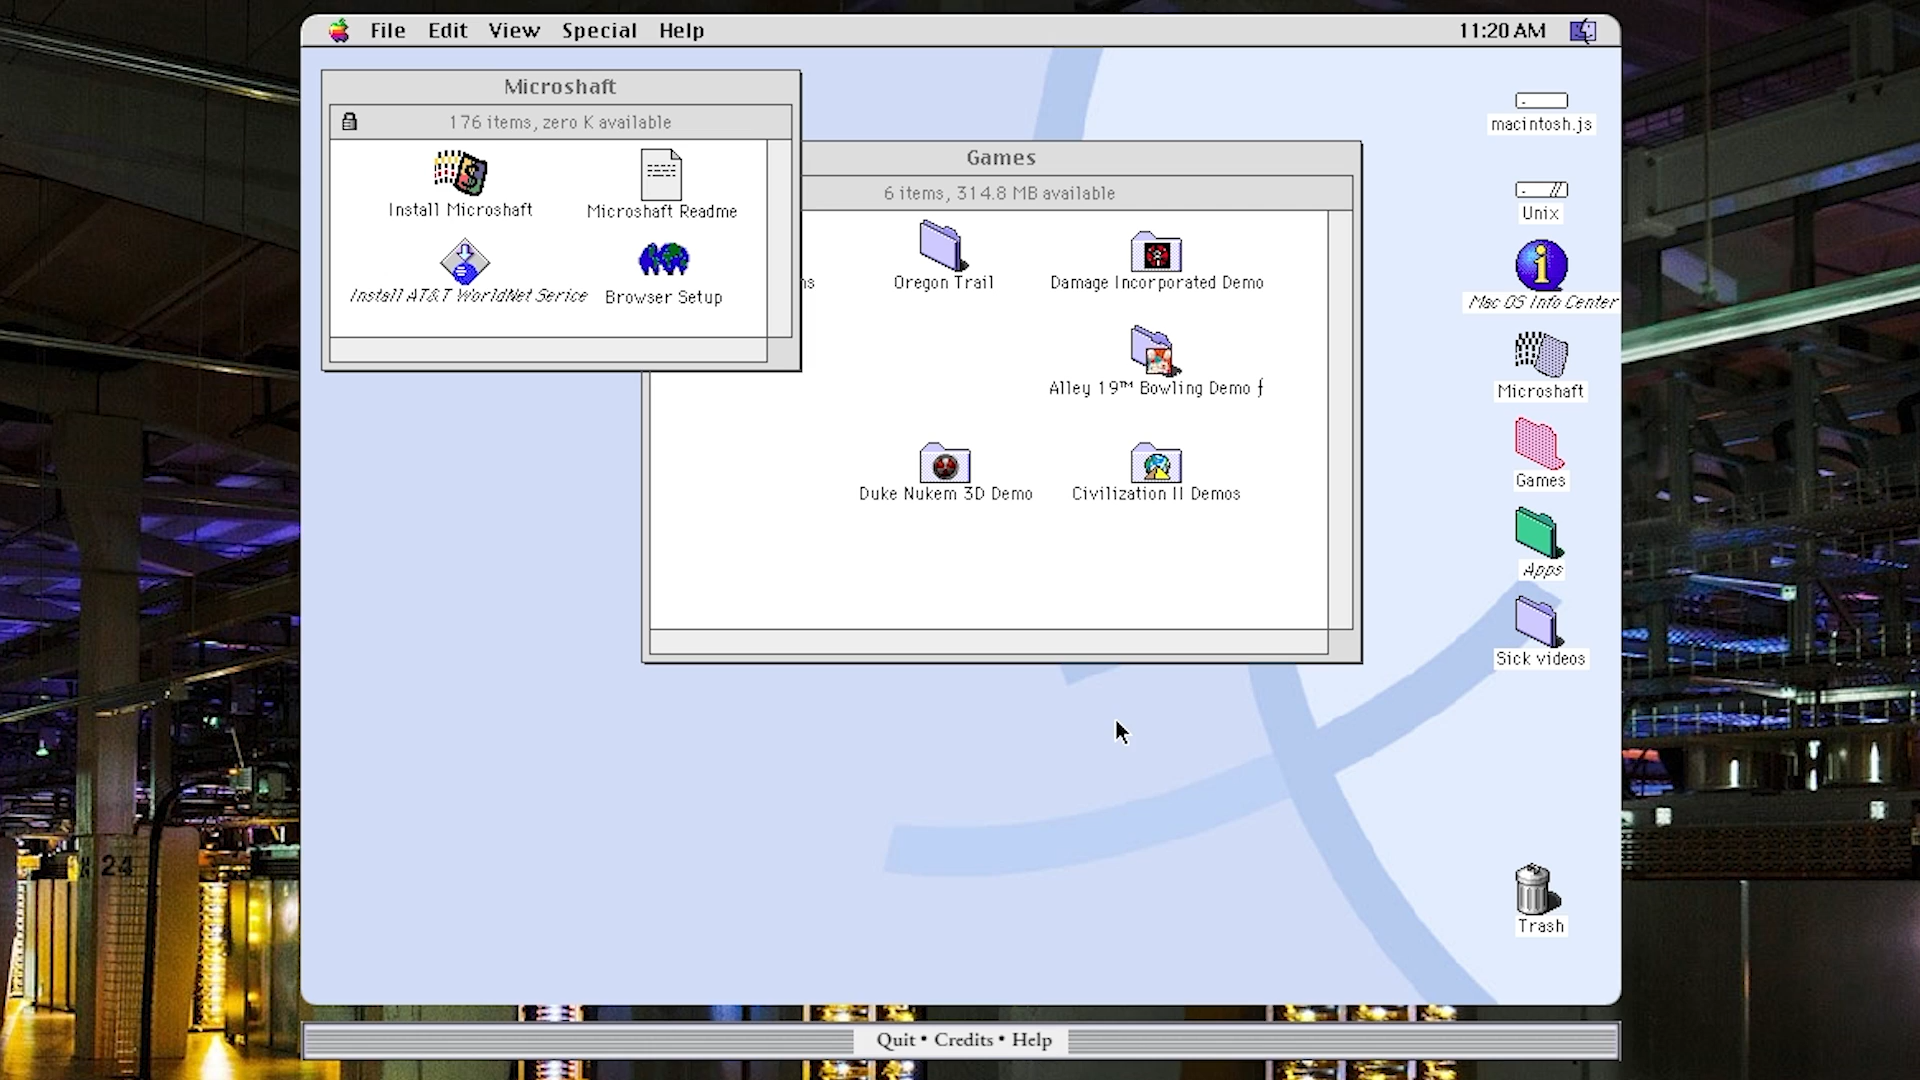 File Edit View Special Help 11:20 AM
Microshaft
176 items, zero K available
Install Microshaft
Microshaft Readme
Install AT&T WorldNet Serice
Browser Setup
Games
6 items, 314.8 MB available
ns
Oregon Trail
Damage Incorporated Demo
Alley 19™ Bowling Demo ƒ
Duke Nukem 3D Demo
Civilization II Demos
macintosh.js
Unix
Mac OS Info Center
Microshaft
Games
Apps
Sick videos
Trash
24
Quit • Credits • Help